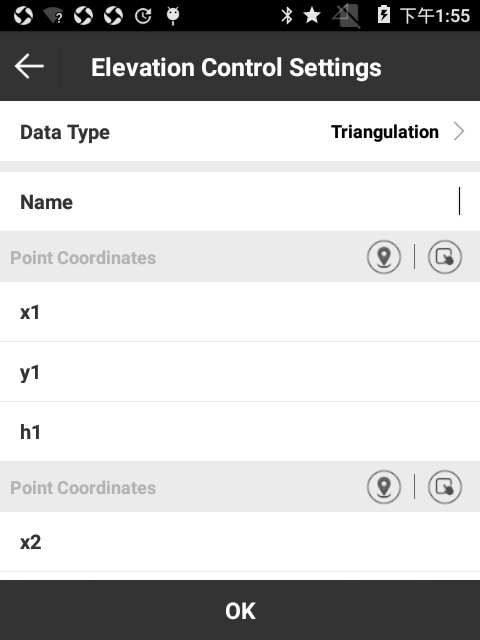 下午1:55
Elevation Control Settings
Data Type Triangulation
Name
Point Coordinates
x1
y1
h1
Point Coordinates
x2
OK